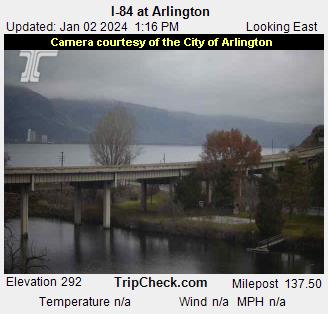 I-84 at Arlington
Updated: Jan 02 2024 1:16 PM Looking East
Camera courtesy of the City of Arlington
Elevation 292 TripCheck.com Milepost 137.50
Temperature n/a Wind n/a MPH n/a